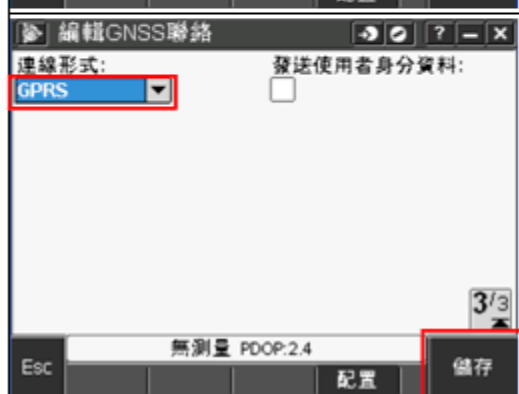 編輯GNSS聯絡 ? – x
連線形式: 發送使用者身分資料:
GPRS
3/3
無測量 PDOP:2.4
Esc 配置 儲存